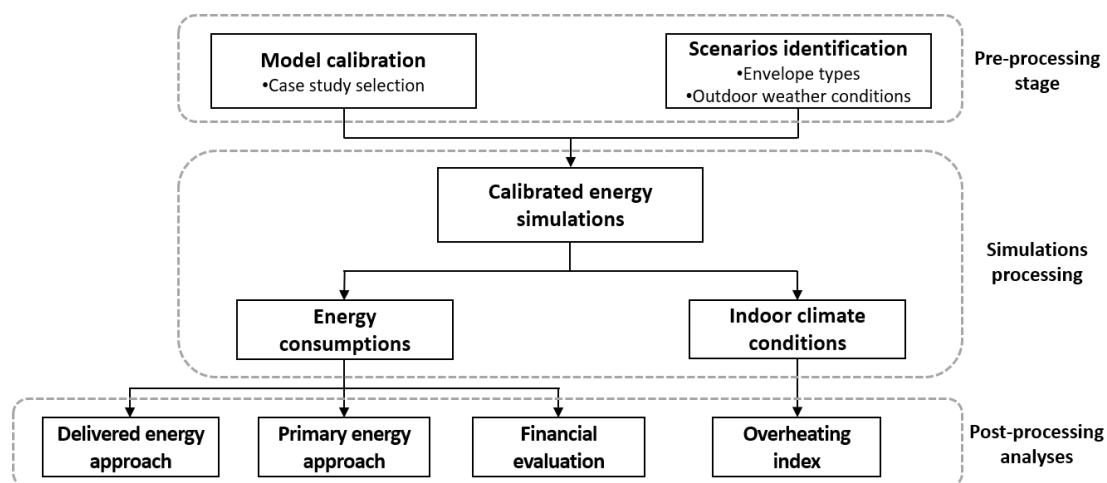 Model calibration
•Case study selection
Scenarios identification
•Envelope types
•Outdoor weather conditions
Pre-processing
stage
Calibrated energy
simulations
Simulations
processing
Energy
consumptions
Indoor climate
conditions
Delivered energy
approach
Primary energy
approach
Financial
evaluation
Overheating
index
Post-processing
analyses